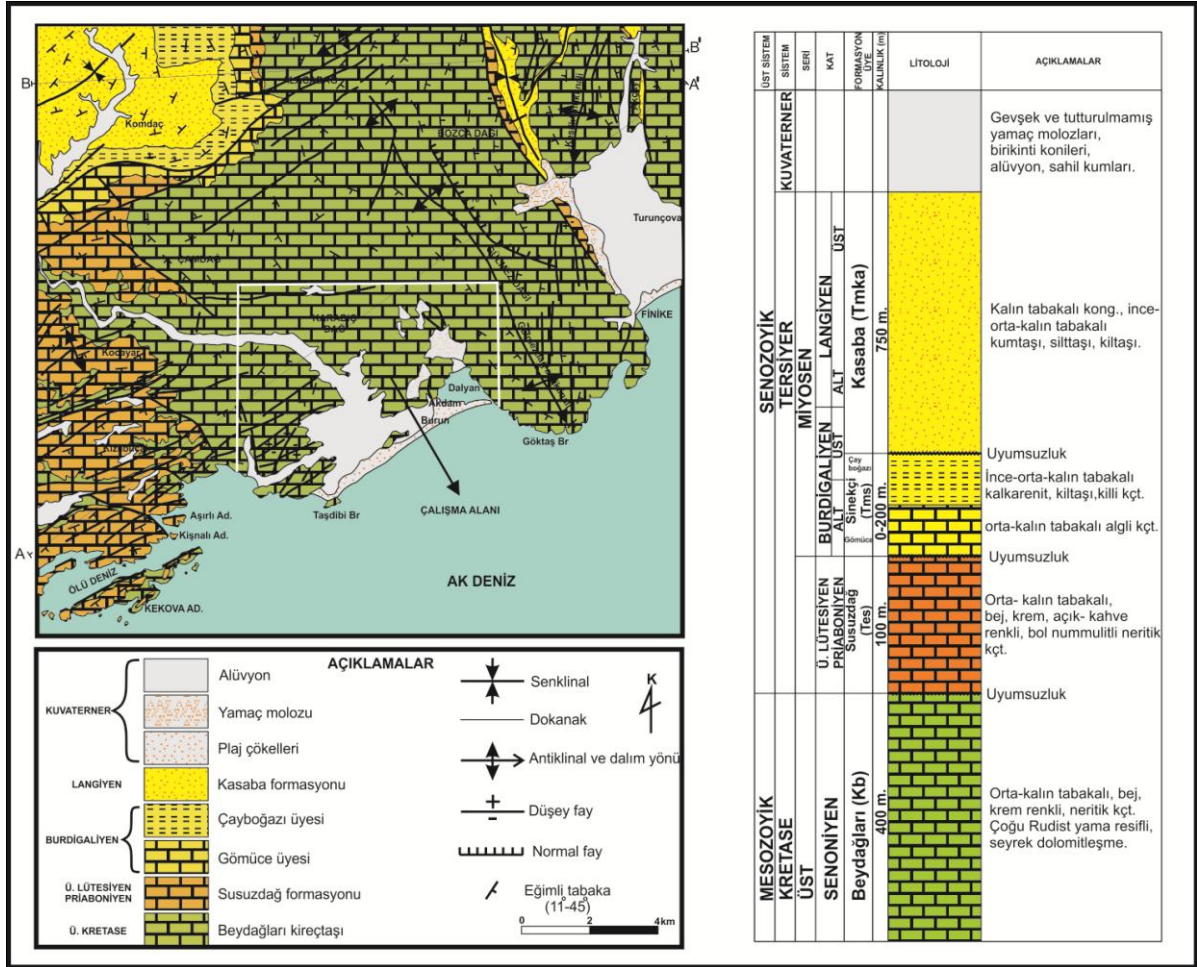 B
B'
A'
Komdaç
BOZCA DAĞI
Turunçova
ÇAMDAĞ
FİNİKE
KARADIŞ
DAĞ
Kocayar
Dalyan
Akdam
Burun
Göktaş Br
Aşırlı Ad.
Taşdibi Br
ÇALIŞMA ALANI
Kişnalı Ad.
A
ÖLÜ DENİZ
AK DENİZ
KEKOVA AD.
AÇIKLAMALAR
KUVATERNER
Alüvyon
Yamaç molozu
Plaj çökelleri
LANGİYEN
Kasaba formasyonu
BURDİGALİYEN
Çayboğazı üyesi
Gömüce üyesi
Ü. LÜTESİYEN
PRİABONİYEN
Susuzdağ formasyonu
Ü. KRETASE
Beydağları kireçtaşı
Senklinal
K
Dokanak
Antiklinal ve dalım yönü
Düşey fay
Normal fay
Eğimli tabaka
(11°-45°)
0 2 4km
ÜST SİSTEM
SİSTEM
SERİ
KAT
FORMASYON
ÜYE
KALINLIK (m)
LİTOLOJİ
AÇIKLAMALAR
KUVATERNER
Gevşek ve tutturulmamış
yamaç molozları,
birikinti konileri,
alüvyon, sahil kumları.
SENOZOYİK
TERSİYER
MİYOSEN
LANGİYEN
ALT ÜST
Kasaba (Tmka)
750 m.
Kalın tabakalı kong., ince-
orta-kalın tabakalı
kumtaşı, silttaşı, kiltaşı.
Uyumsuzluk
BURDİGALİYEN
ALT ÜST
Çay
boğazı
Sinekçi
(Tms)
Gömüce
0-200 m.
İnce-orta-kalın tabakalı
kalkarenit, kiltaşı,killi kçt.
orta-kalın tabakalı algli kçt.
Uyumsuzluk
Ü. LÜTESİYEN
PRİABONİYEN
Susuzdağ
(Tes)
100 m.
Orta- kalın tabakalı,
bej, krem, açık- kahve
renkli, bol nummulitli neritik
kçt.
Uyumsuzluk
MESOZOYİK
KRETASE
ÜST
SENONİYEN
Beydağları (Kb)
400 m.
Orta-kalın tabakalı, bej,
krem renkli, neritik kçt.
Çoğu Rudist yama resifli,
seyrek dolomitleşme.